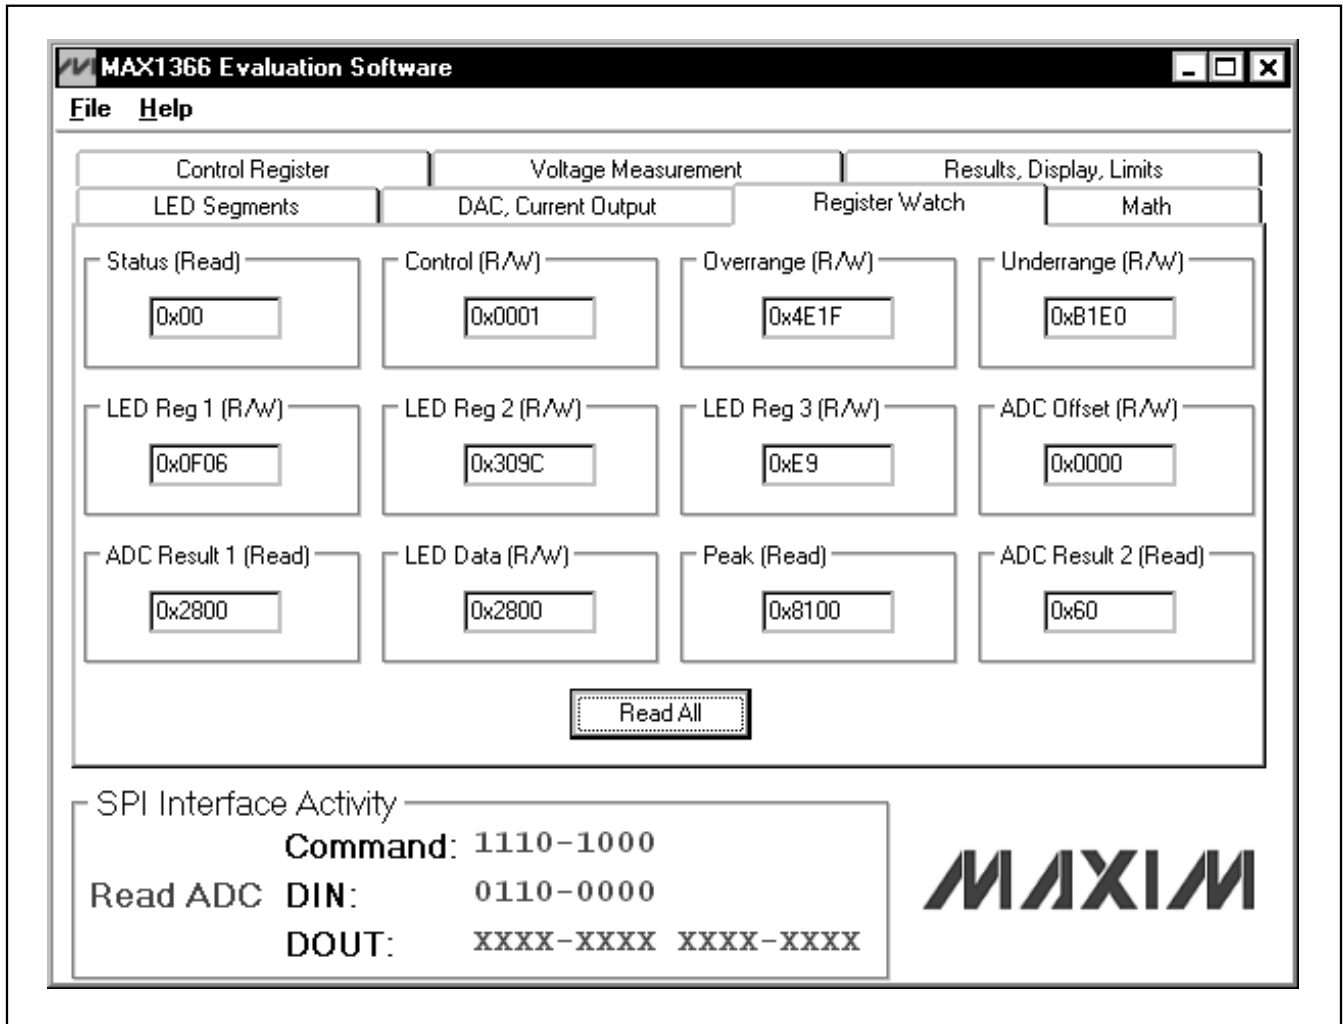 MAX1366 Evaluation Software
File Help
Control Register Voltage Measurement Results, Display, Limits
LED Segments DAC, Current Output Register Watch Math
Status (Read) Control (R/W) Overrange (R/W) Underrange (R/W)
0x00 0x0001 0x4E1F 0xB1E0
LED Reg 1 (R/W) LED Reg 2 (R/W) LED Reg 3 (R/W) ADC Offset (R/W)
0x0F06 0x309C 0xE9 0x0000
ADC Result 1 (Read) LED Data (R/W) Peak (Read) ADC Result 2 (Read)
0x2800 0x2800 0x8100 0x60
Read All
SPI Interface Activity
Command: 1110-1000
Read ADC DIN: 0110-0000
DOUT: XXXX-XXXX XXXX-XXXX
MAXIM